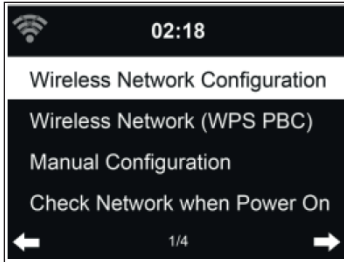 02:18
Wireless Network Configuration
Wireless Network (WPS PBC)
Manual Configuration
Check Network when Power On
1/4